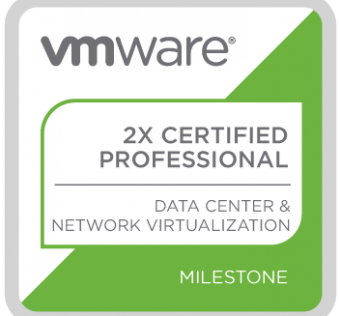 vmware®
2X CERTIFIED
PROFESSIONAL
DATA CENTER &
NETWORK VIRTUALIZATION
MILESTONE